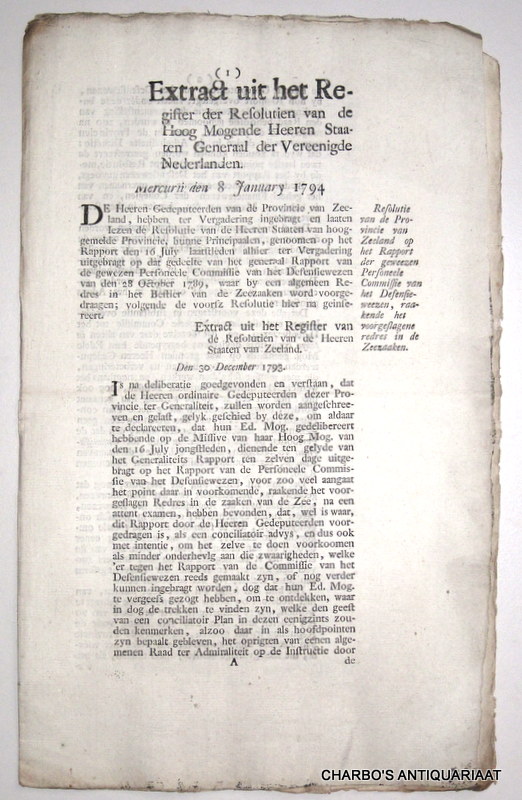 (1)
Extract uit het Re-
gister der Resolutien van de
Hoog Mogende Heeren Staa-
ten Generaal der Vereenigde
Nederlanden.
Mercurii den 8 January 1794
DE Heeren Gedeputeerden van de Provincie van Zee-
land, hebben ter Vergadering ingebragt en laaten
lezen de Resolutie van de Heeren Staaten van hoog-
gemelde Provincie, hunne Principaalen, genoomen op het
Rapport den 16 July laatstleden alhier ter Vergadering
uitgebragt op dat gedeelte van het generaal Rapport van
de gewezen Personeele Commissie van het Defensiewezen
van den 28 October 1789, waar by een algemeen Re-
dres in het Bestier van de Zeezaaken word voorge-
draagen; volgende de voorsz Resolutie hier na geinse-
reert.
Resolutie
van de Pro-
vincie van
Zeeland op
het Rapport
der geweezen
Personeele
Commissie van
het Defensie-
weezen, raa-
kende het
voorgeslagene
redres in de
Zeezaaken.
Extract uit het Register van
de Resolutien van de Heeren
Staaten van Zeeland.
Den 30 December 1793.
Is na deliberatie goedgevonden en verstaan, dat
de Heeren ordinaire Gedeputeerden dezer Pro-
vincie ter Generaliteit, zullen worden aangeschree-
ven en gelast, gelyk geschied by deze, om aldaar
te declareeren, dat hun Ed. Mog. gedelibereert
hebbende op de Missive van haar Hoog Mog. van
den 16 July jongstleden, dienende ten gelyde van
het Generaliteits Rapport ten zelven dage uitge-
bragt op het Rapport van de Personeele Commis-
sie van het Defensiewezen, voor zoo veel aangaat
het point daar in voorkomende, raakende het voor-
geslagen Redres in de zaaken van de Zee, na een
attent examen, hebben bevonden, dat, wel is waar,
dit Rapport door de Heeren Gedeputeerden voor-
gedragen is, als een conciliatoir advys, en dus ook
met intentie, om het zelve te doen voorkoomen
als minder onderhevig aan die zwaarigheden, welke
'er tegen het Rapport van de Commissie van het
Defensiewezen reeds gemaakt zyn, of nog verder
kunnen ingebragt worden, dog dat hun Ed. Mog.
te vergeefs gezogt hebben, om te ontdekken, waar
in dog de trekken te vinden zyn, welke den geest
van een conciliatoir Plan in dezen eenigzints zou-
den kenmerken, alzoo daar in als hoofdpointen
zyn bepaalt gebleven, het oprigten van eenen alge-
meenen Raad ter Admiraliteit op de Instructie door
A de
CHARBO'S ANTIQUARIAAT